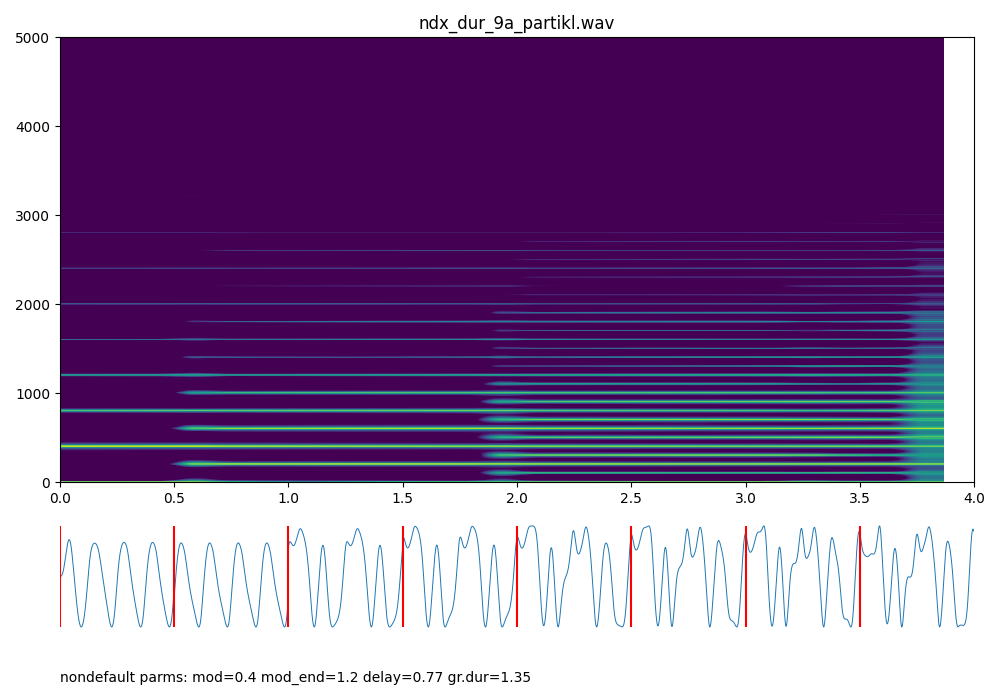 ndx_dur_9a_partikl.wav
5000
4000
3000
2000
1000
0
0.0 0.5 1.0 1.5 2.0 2.5 3.0 3.5 4.0
nondefault parms: mod=0.4 mod_end=1.2 delay=0.77 gr.dur=1.35